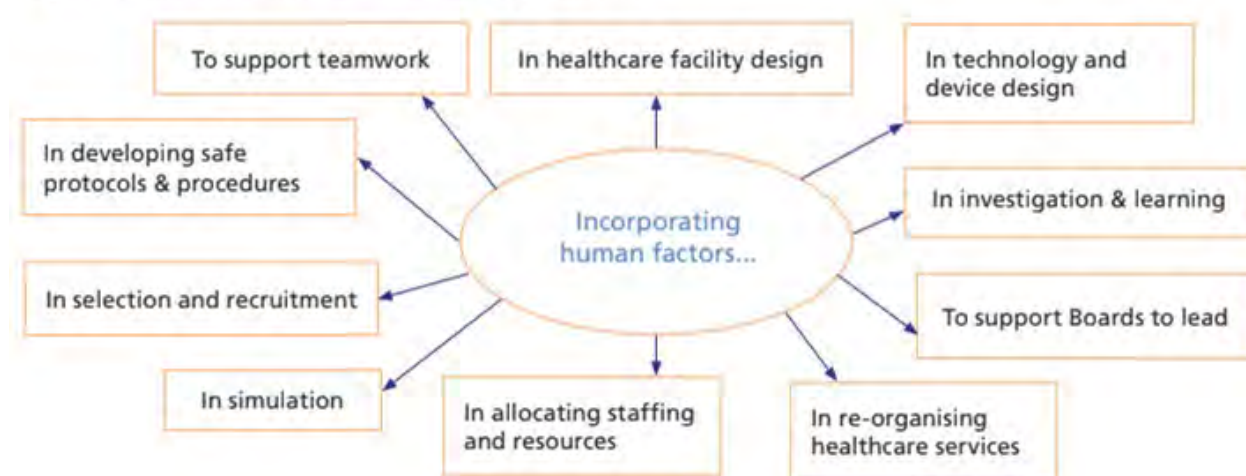 To support teamwork
In healthcare facility design
In technology and
device design
In developing safe
protocols & procedures
In investigation & learning
Incorporating
human factors...
In selection and recruitment
To support Boards to lead
In simulation
In allocating staffing
and resources
In re-organising
healthcare services